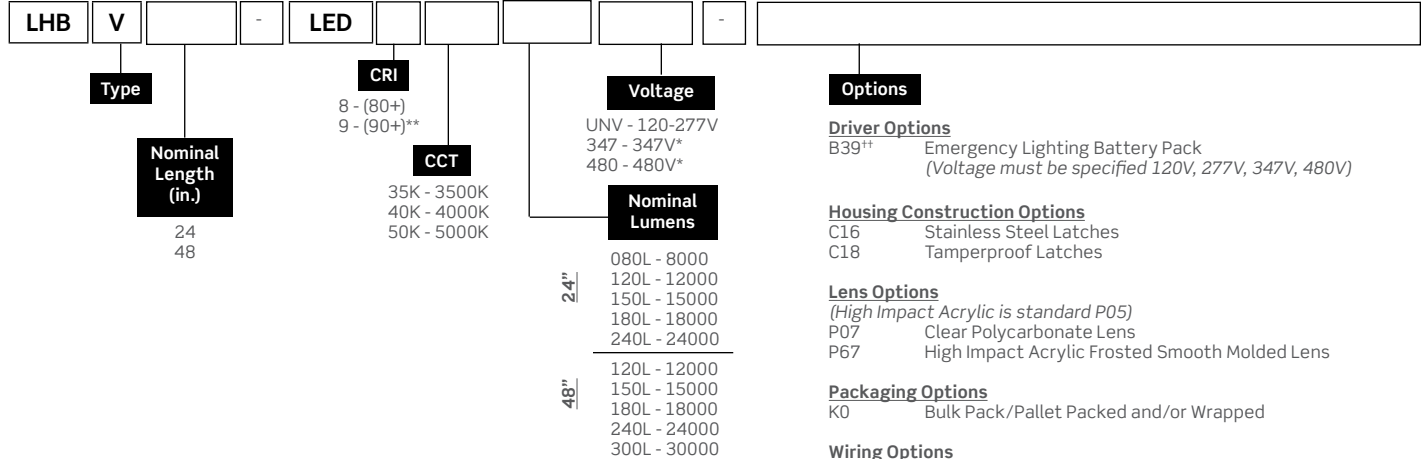 LHB V - LED -
Type
Nominal
Length
(in.)
24
48
CRI
8 - (80+)
9 - (90+)**
CCT
35K - 3500K
40K - 4000K
50K - 5000K
Voltage
UNV - 120-277V
347 - 347V*
480 - 480V*
Nominal
Lumens
24"
080L - 8000
120L - 12000
150L - 15000
180L - 18000
240L - 24000
48"
120L - 12000
150L - 15000
180L - 18000
240L - 24000
300L - 30000
Options
Driver Options
B39†† Emergency Lighting Battery Pack
(Voltage must be specified 120V, 277V, 347V, 480V)
Housing Construction Options
C16 Stainless Steel Latches
C18 Tamperproof Latches
Lens Options
(High Impact Acrylic is standard P05)
P07 Clear Polycarbonate Lens
P67 High Impact Acrylic Frosted Smooth Molded Lens
Packaging Options
K0 Bulk Pack/Pallet Packed and/or Wrapped
Wiring Options